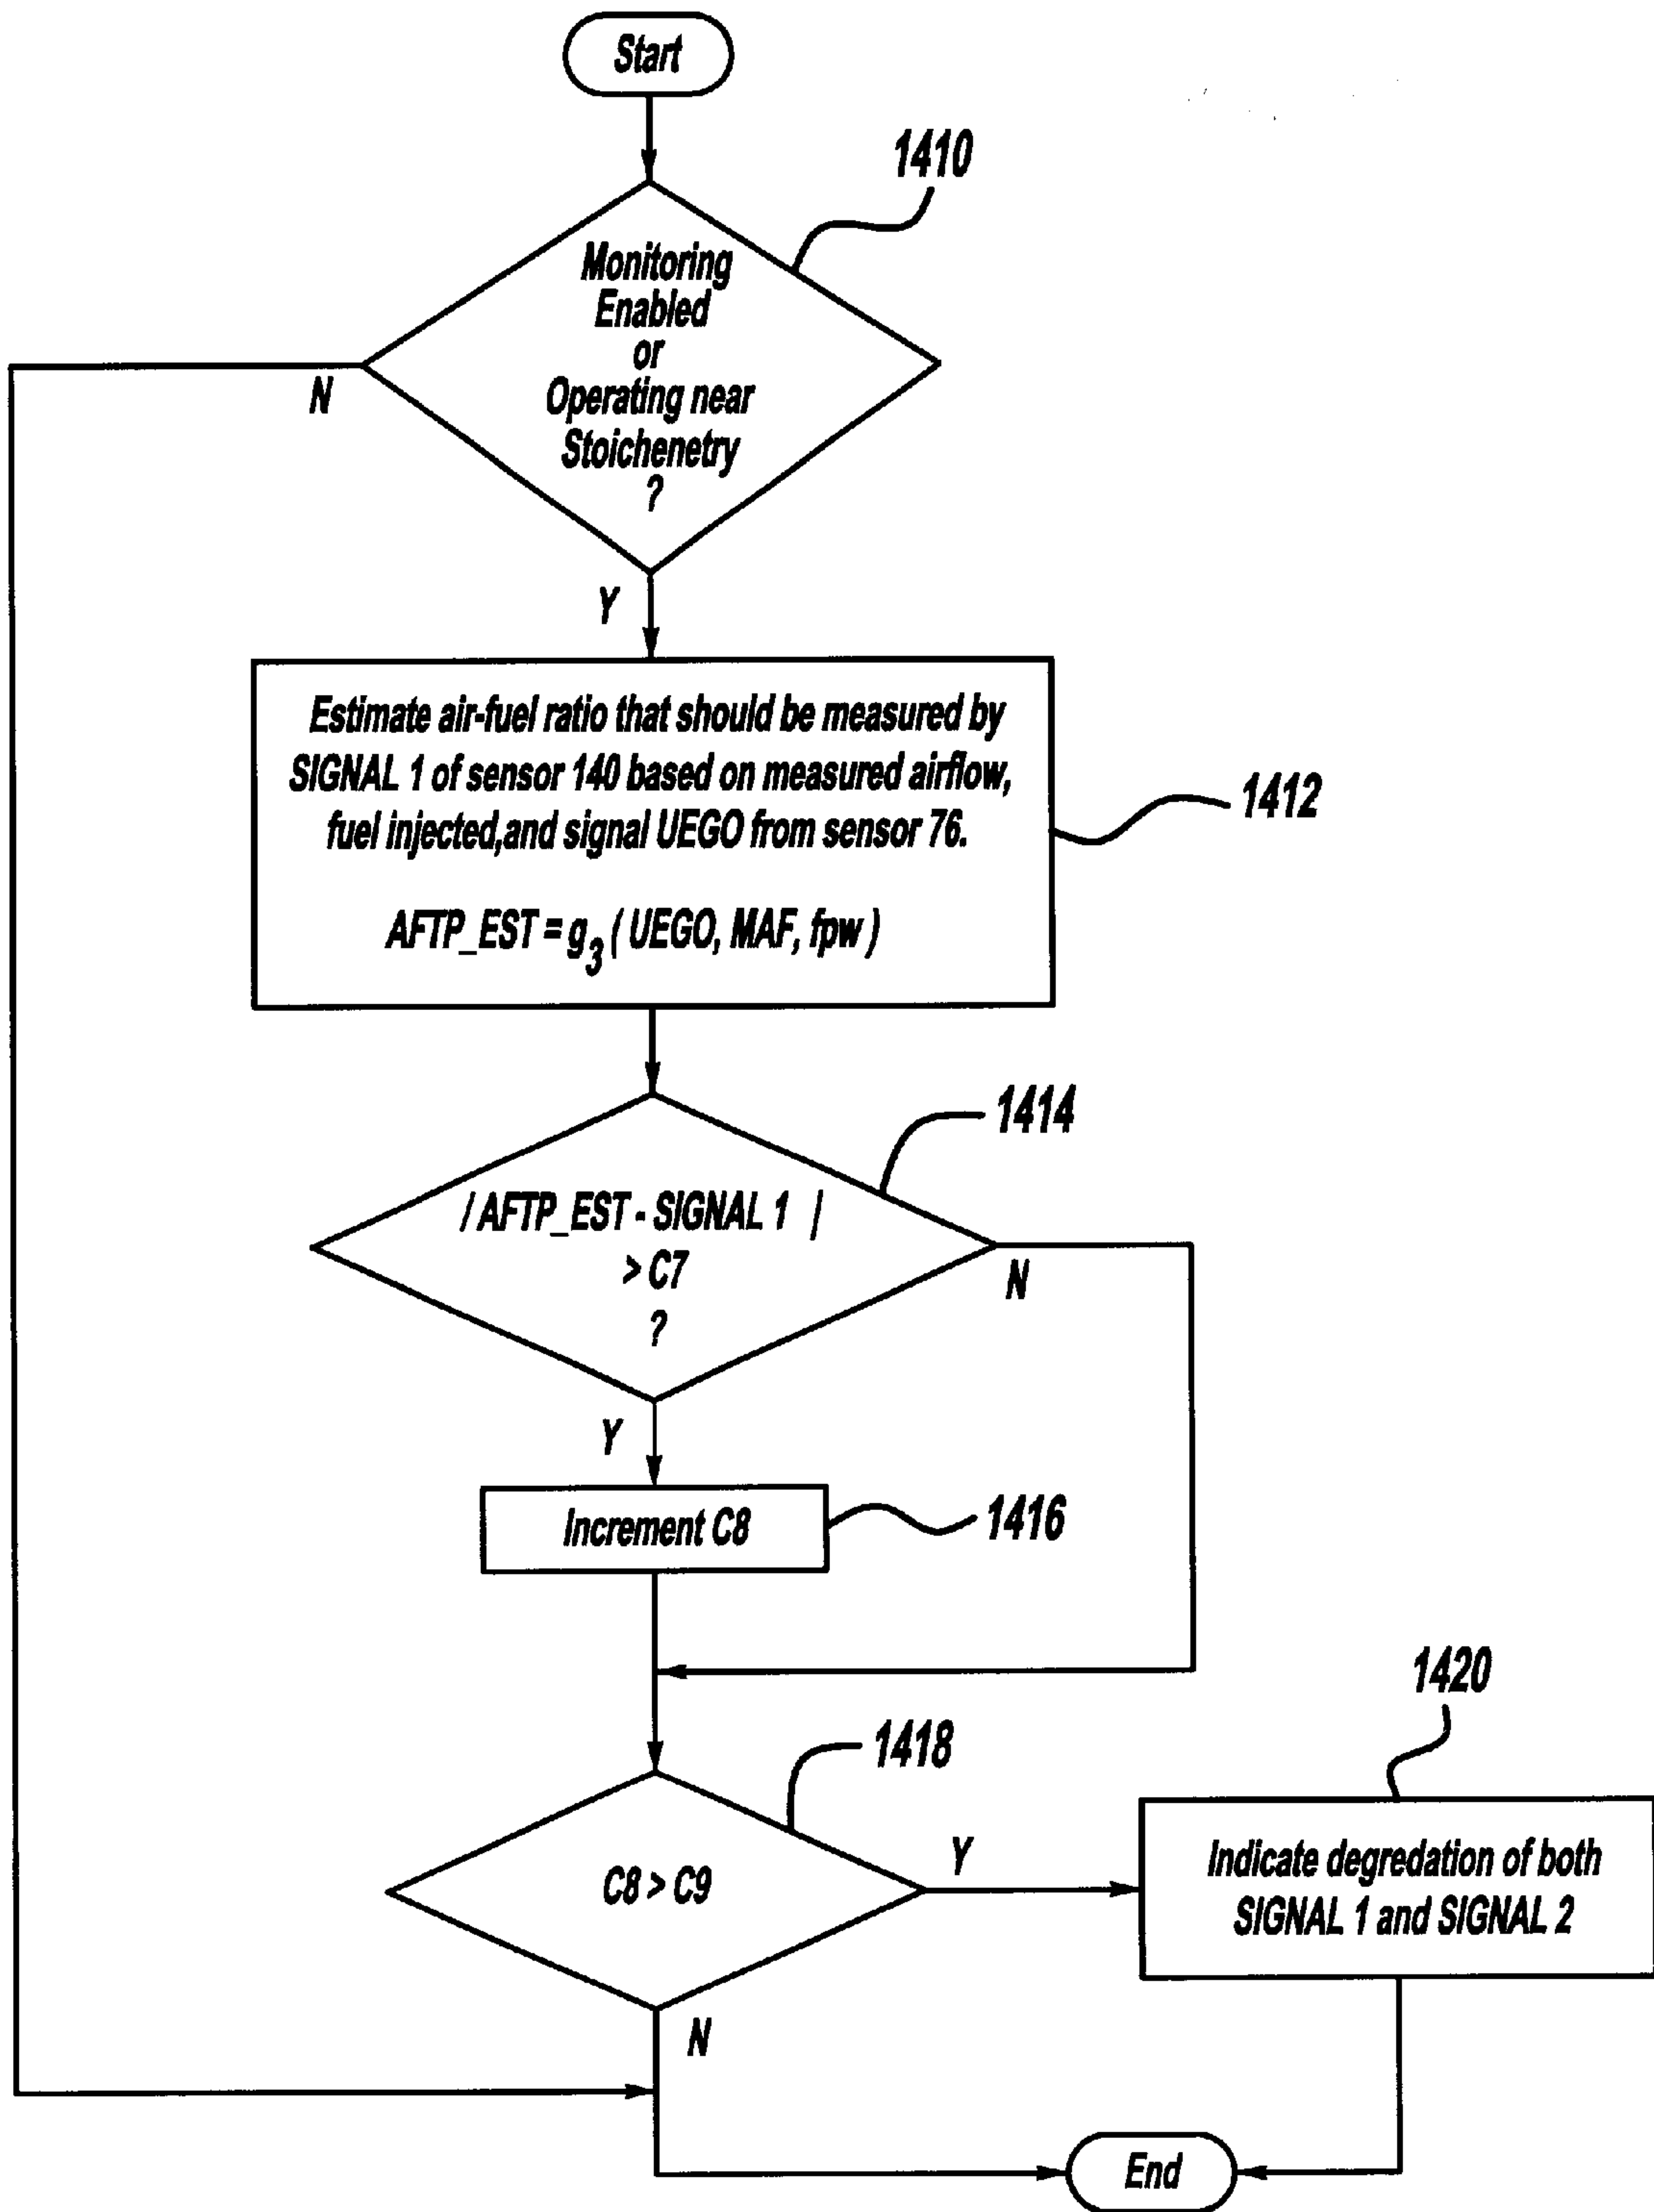 Start
1410
Monitoring
Enabled
or
Operating near
Stoichenetry
?
N
Y
Estimate air-fuel ratio that should be measured by
SIGNAL 1 of sensor 140 based on measured airflow,
fuel injected,and signal UEGO from sensor 76.
AFTP_EST = g3 ( UEGO, MAF, fpw )
1412
1414
/ AFTP_EST - SIGNAL 1 |
> C7
?
N
Y
Increment C8
1416
1418
C8 > C9
Y
N
1420
Indicate degredation of both
SIGNAL 1 and SIGNAL 2
End